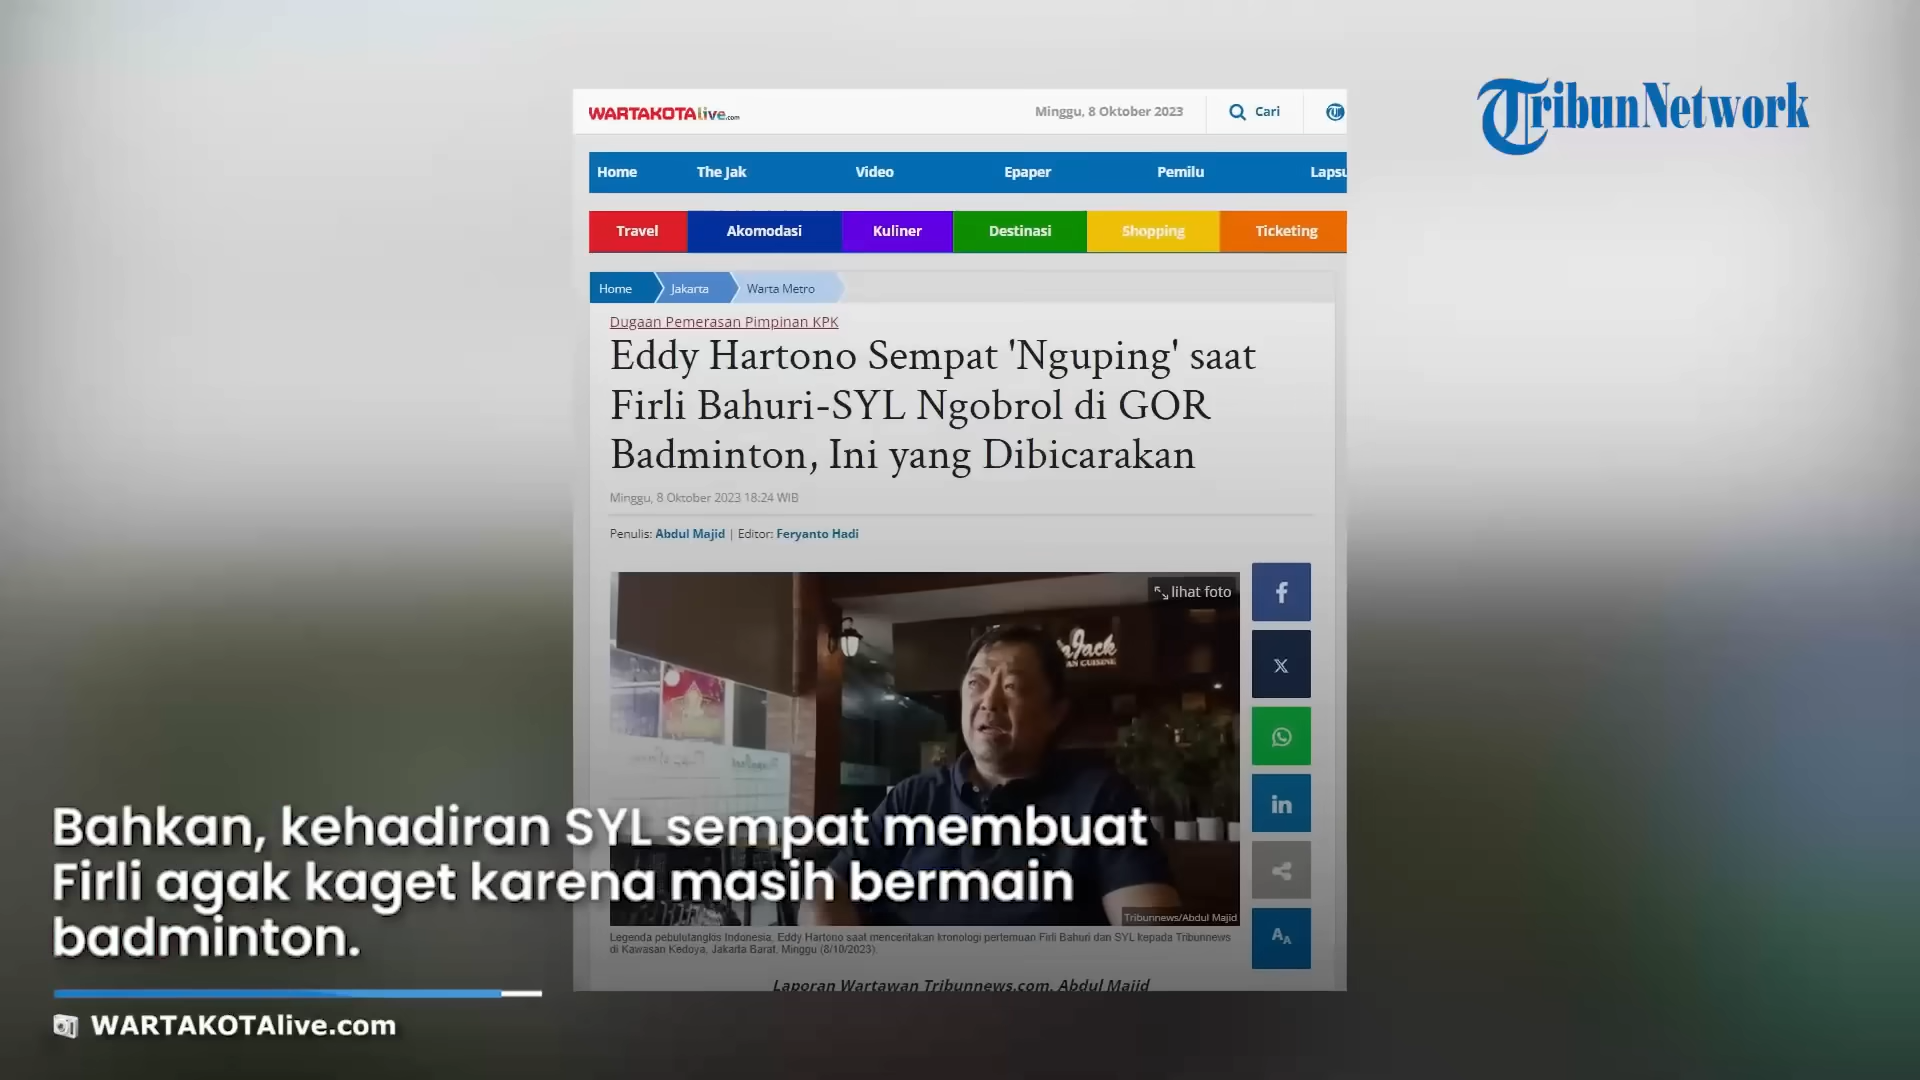 WARTAKOTAlive.com
Minggu, 8 Oktober 2023
Cari
TribunNetwork
Home The Jak Video Epaper Pemilu Lapsu
Travel Akomodasi Kuliner Destinasi Shopping Ticketing
Home Jakarta Warta Metro
Dugaan Pemerasan Pimpinan KPK
Eddy Hartono Sempat 'Nguping' saat
Firli Bahuri-SYL Ngobrol di GOR
Badminton, Ini yang Dibicarakan
Minggu, 8 Oktober 2023 18:24 WIB
Penulis: Abdul Majid | Editor: Feryanto Hadi
lihat foto
Jack
AN CUISINE
Tribunnews/Abdul Majid
Legenda pebulutangkis Indonesia, Eddy Hartono saat menceritakan kronologi pertemuan Firli Bahuri dan SYL kepada Tribunnews
di Kawasan Kedoya, Jakarta Barat, Minggu (8/10/2023).
Laporan Wartawan Tribunnews.com, Abdul Majid
Bahkan, kehadiran SYL sempat membuat
Firli agak kaget karena masih bermain
badminton.
WARTAKOTAlive.com